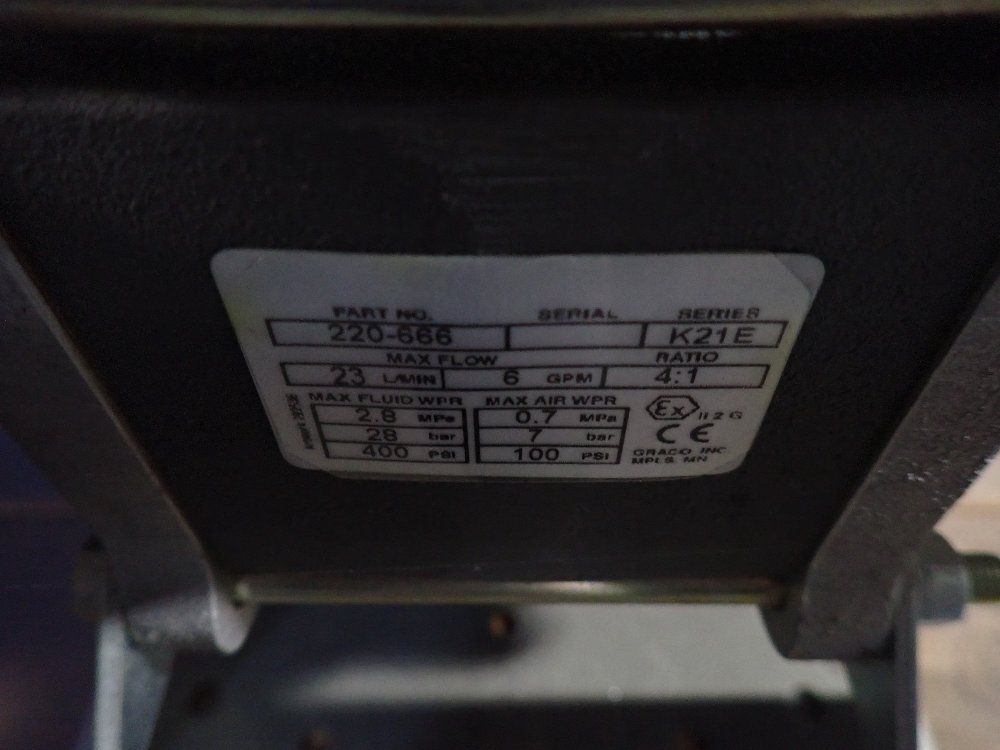 PART NO. SERIAL SERIES
220-666 K21E
MAX FLOW RATIO
23 L/MIN 6 GPM 4:1
MAX FLUID WPR MAX AIR WPR
2.8 MPa 0.7 MPa
28 bar 7 bar
400 PSI 100 PSI
Ex II 2 G
CE
GRACO INC.
MPLS. MN